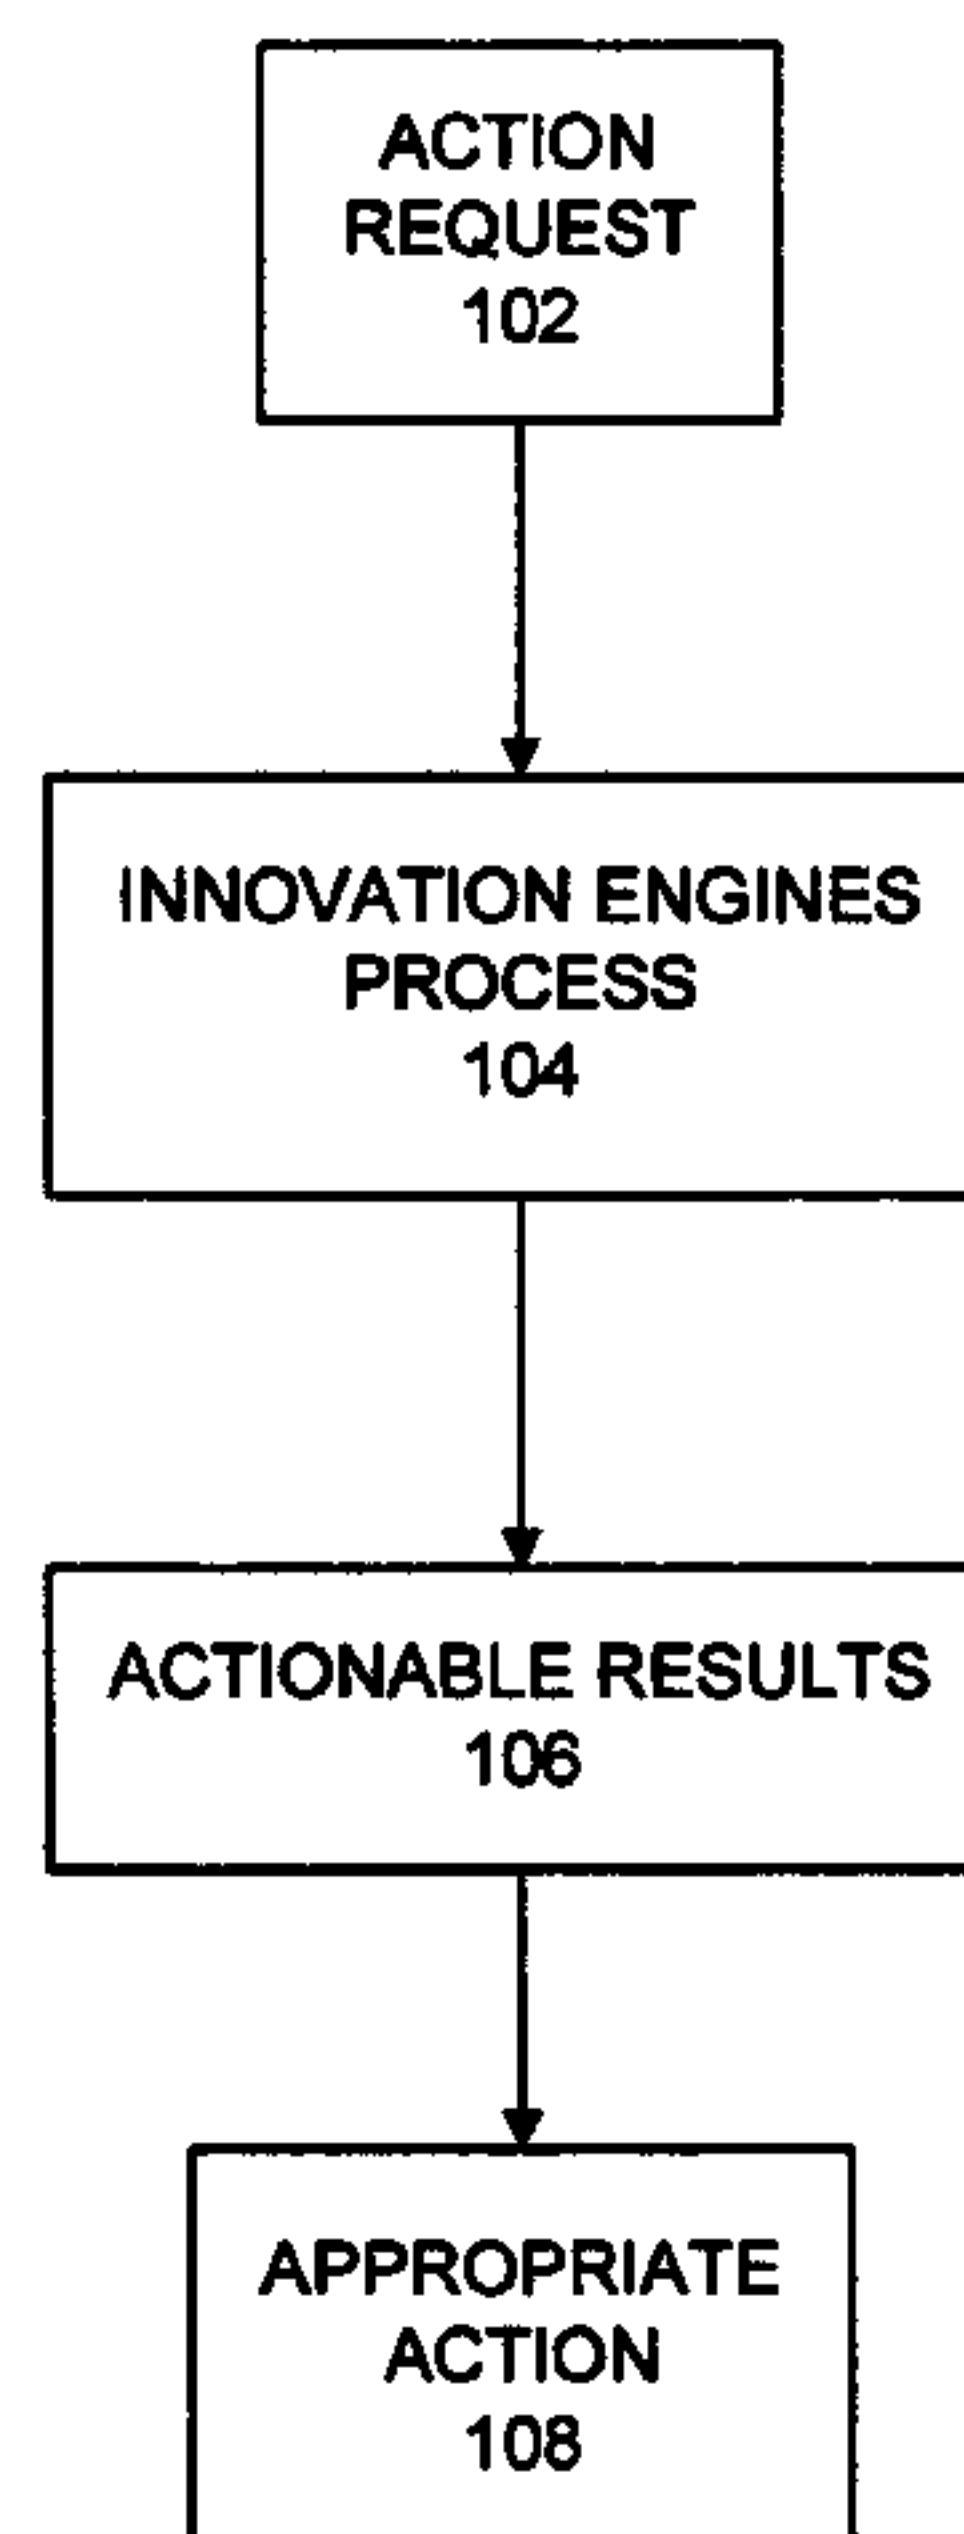 ACTION
REQUEST
102
INNOVATION ENGINES
PROCESS
104
ACTIONABLE RESULTS
106
APPROPRIATE
ACTION
108